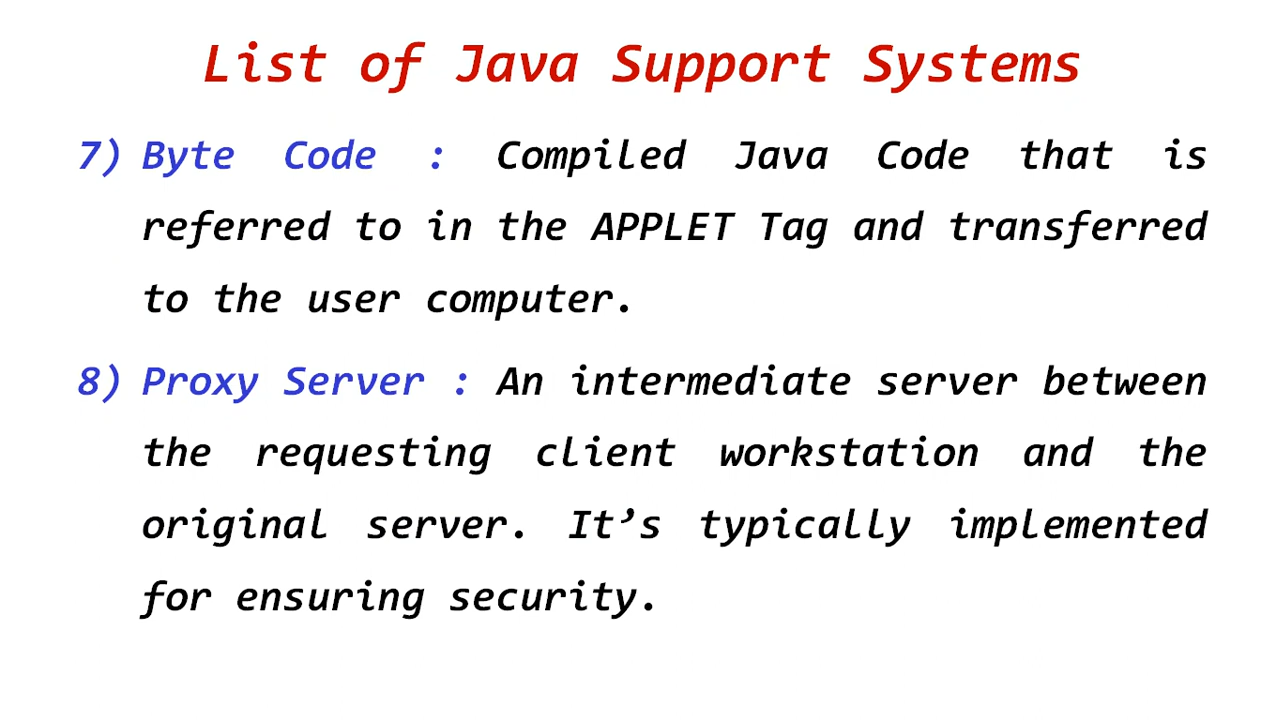 List of Java Support Systems
7) Byte Code : Compiled Java Code that is
referred to in the APPLET Tag and transferred
to the user computer.
8) Proxy Server : An intermediate server between
the requesting client workstation and the
original server. It’s typically implemented
for ensuring security.